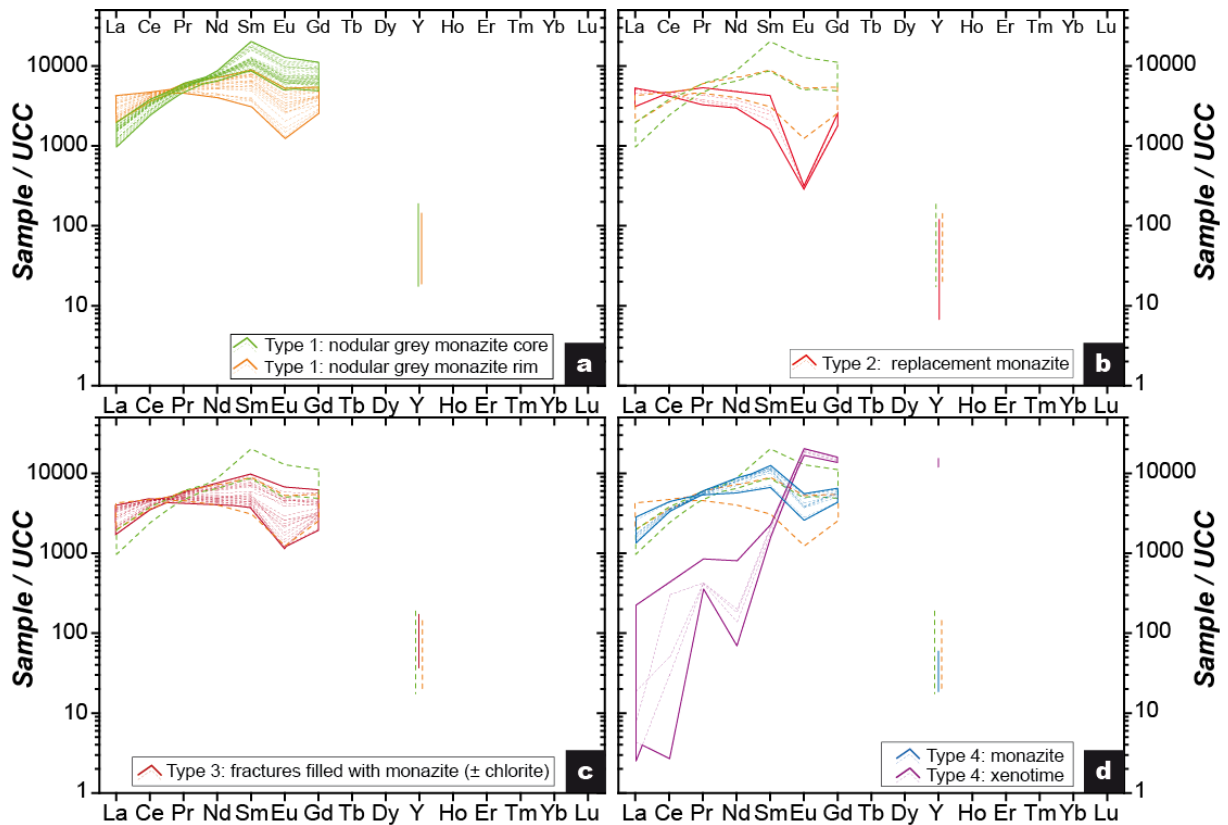 La Ce Pr Nd Sm Eu Gd Tb Dy Y Ho Er Tm Yb Lu
La Ce Pr Nd Sm Eu Gd Tb Dy Y Ho Er Tm Yb Lu
10000
1000
100
10
1
Sample / UCC
Type 1: nodular grey monazite core
Type 1: nodular grey monazite rim
a
Type 2: replacement monazite
b
10000
1000
100
10
1
Sample / UCC
La Ce Pr Nd Sm Eu Gd Tb Dy Y Ho Er Tm Yb Lu
La Ce Pr Nd Sm Eu Gd Tb Dy Y Ho Er Tm Yb Lu
10000
1000
100
10
1
Sample / UCC
Type 3: fractures filled with monazite (± chlorite)
c
Type 4: monazite
Type 4: xenotime
d
10000
1000
100
10
1
Sample / UCC
La Ce Pr Nd Sm Eu Gd Tb Dy Y Ho Er Tm Yb Lu
La Ce Pr Nd Sm Eu Gd Tb Dy Y Ho Er Tm Yb Lu